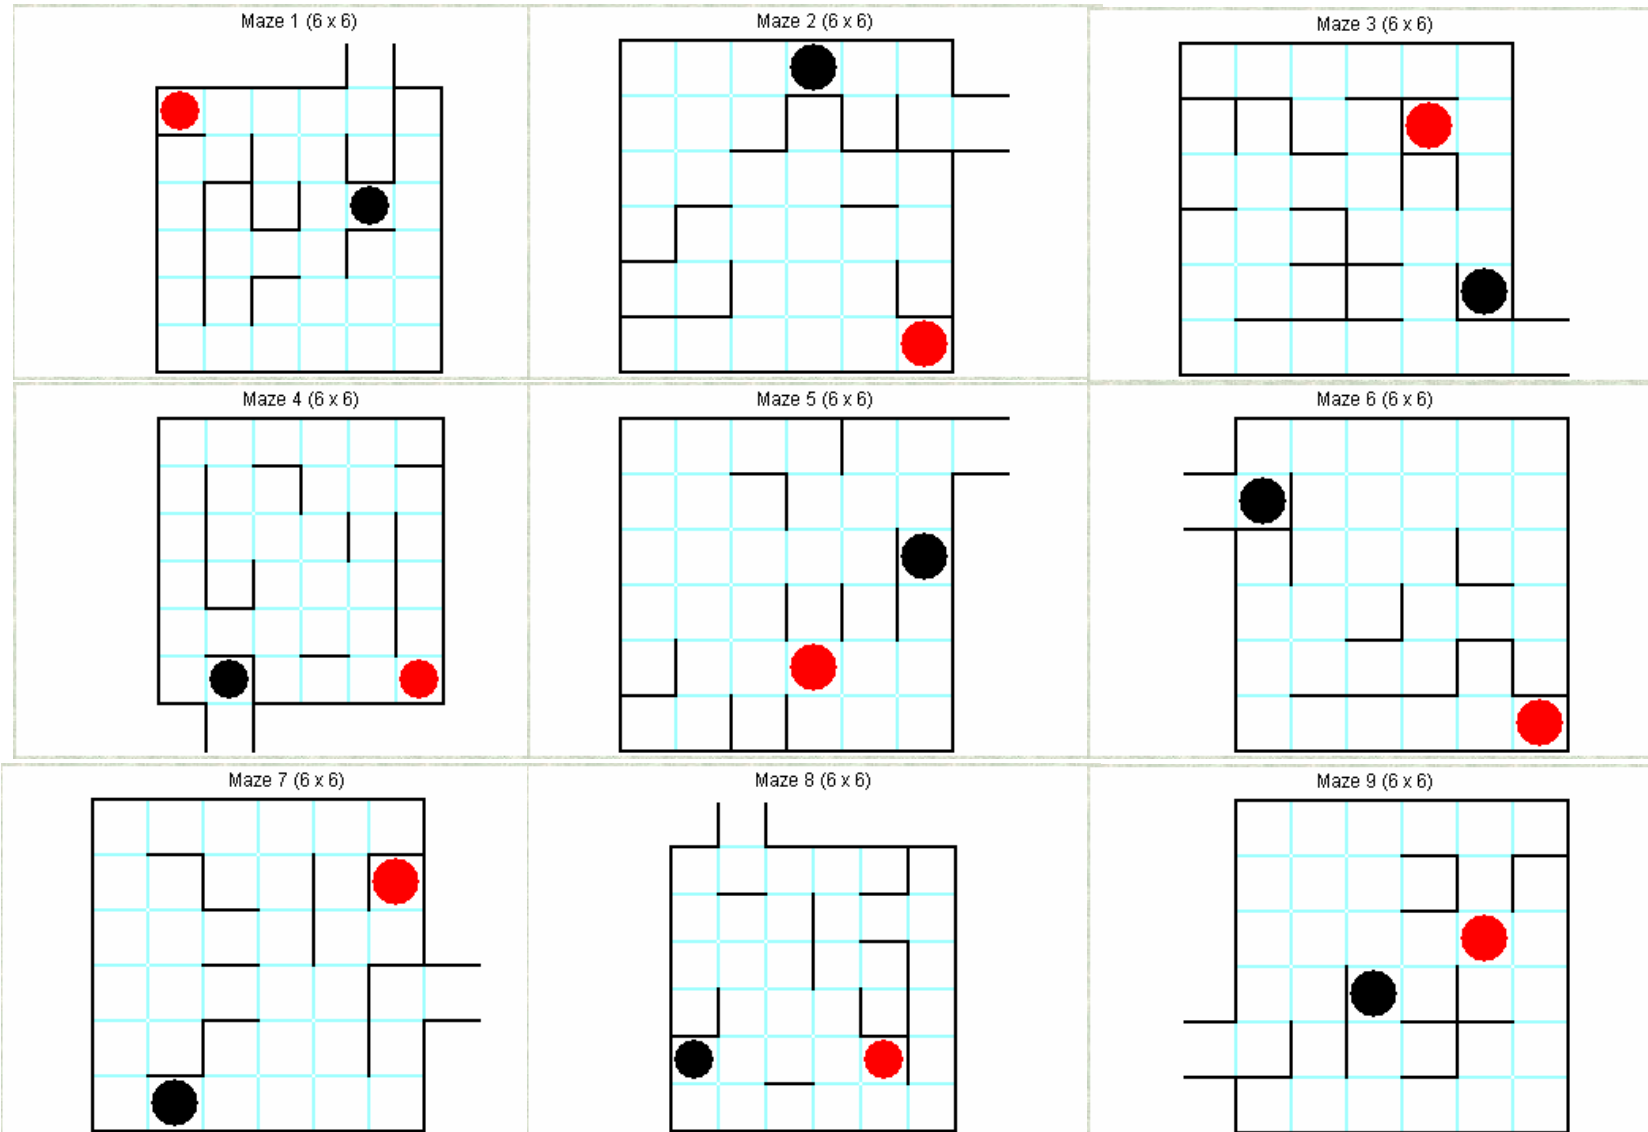 Maze 1 (6 x 6)
Maze 2 (6 x 6)
Maze 3 (6 x 6)
Maze 4 (6 x 6)
Maze 5 (6 x 6)
Maze 6 (6 x 6)
Maze 7 (6 x 6)
Maze 8 (6 x 6)
Maze 9 (6 x 6)